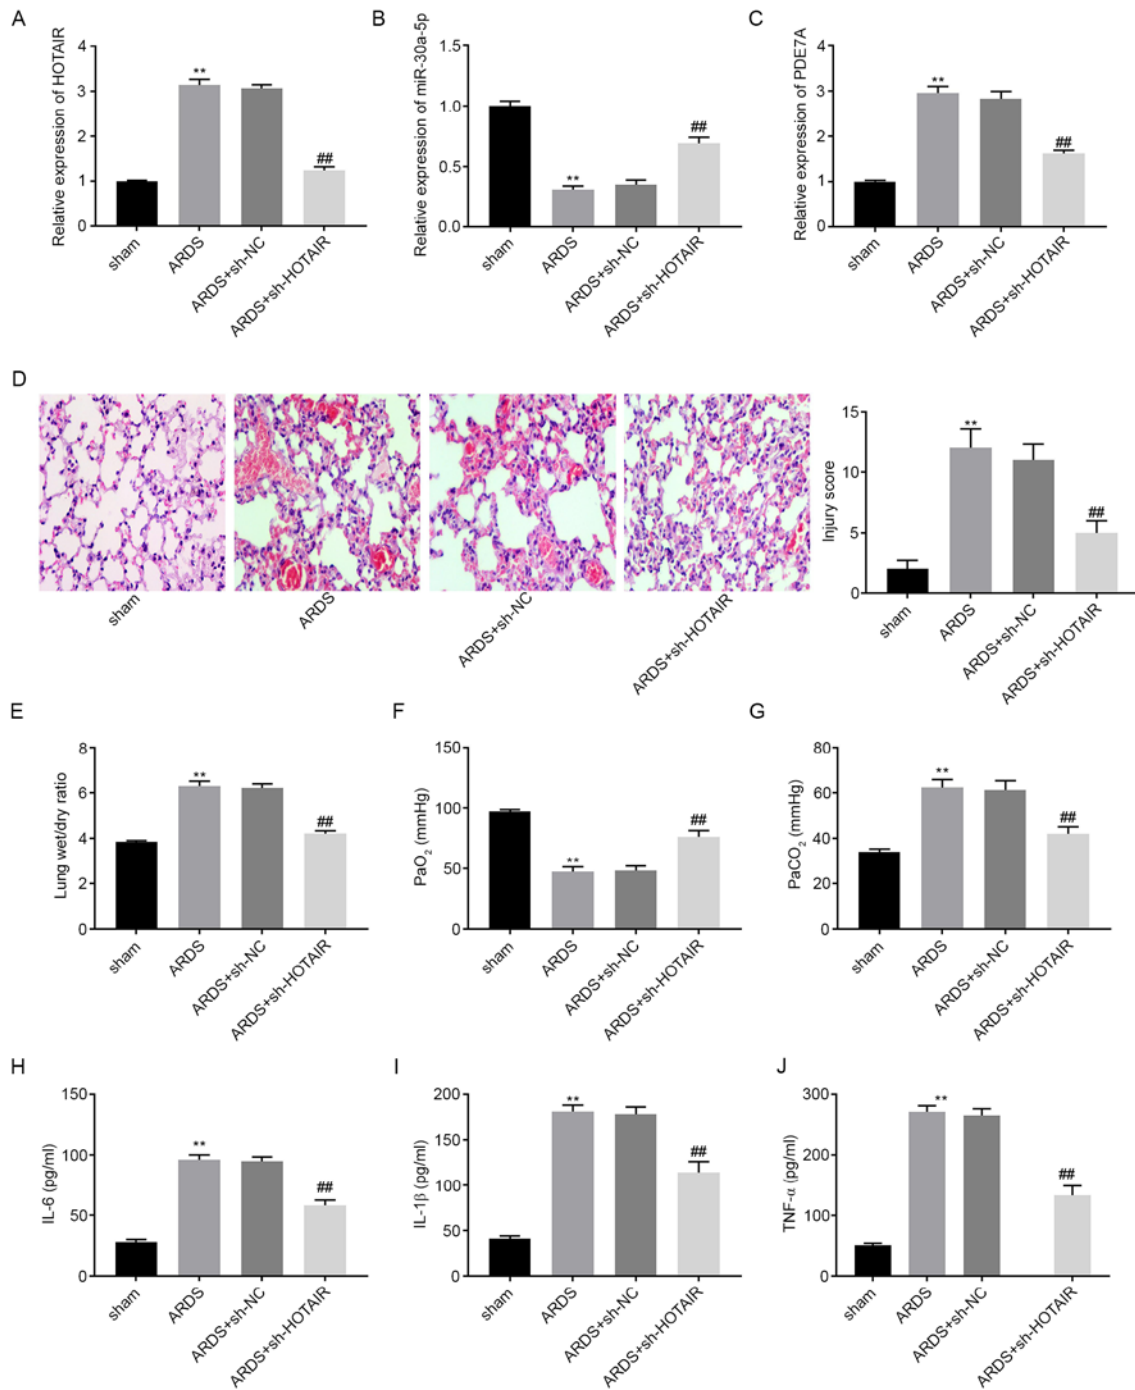 A
Relative expression of HOTAIR
4
3
2
1
0
**
##
sham
ARDS
ARDS+sh-NC
ARDS+sh-HOTAIR
B
Relative expression of miR-30a-5p
1.5
1.0
0.5
0.0
**
##
sham
ARDS
ARDS+sh-NC
ARDS+sh-HOTAIR
C
Relative expression of PDE7A
4
3
2
1
0
**
##
sham
ARDS
ARDS+sh-NC
ARDS+sh-HOTAIR
D
sham
ARDS
ARDS+sh-NC
ARDS+sh-HOTAIR
Injury score
15
10
5
0
**
##
sham
ARDS
ARDS+sh-NC
ARDS+sh-HOTAIR
E
Lung wet/dry ratio
8
6
4
2
0
**
##
sham
ARDS
ARDS+sh-NC
ARDS+sh-HOTAIR
F
PaO₂ (mmHg)
150
100
50
0
**
##
sham
ARDS
ARDS+sh-NC
ARDS+sh-HOTAIR
G
PaCO₂ (mmHg)
80
60
40
20
0
**
##
sham
ARDS
ARDS+sh-NC
ARDS+sh-HOTAIR
H
IL-6 (pg/ml)
150
100
50
0
**
##
sham
ARDS
ARDS+sh-NC
ARDS+sh-HOTAIR
I
IL-1β (pg/ml)
200
150
100
50
0
**
##
sham
ARDS
ARDS+sh-NC
ARDS+sh-HOTAIR
J
TNF-α (pg/ml)
300
200
100
0
**
##
sham
ARDS
ARDS+sh-NC
ARDS+sh-HOTAIR